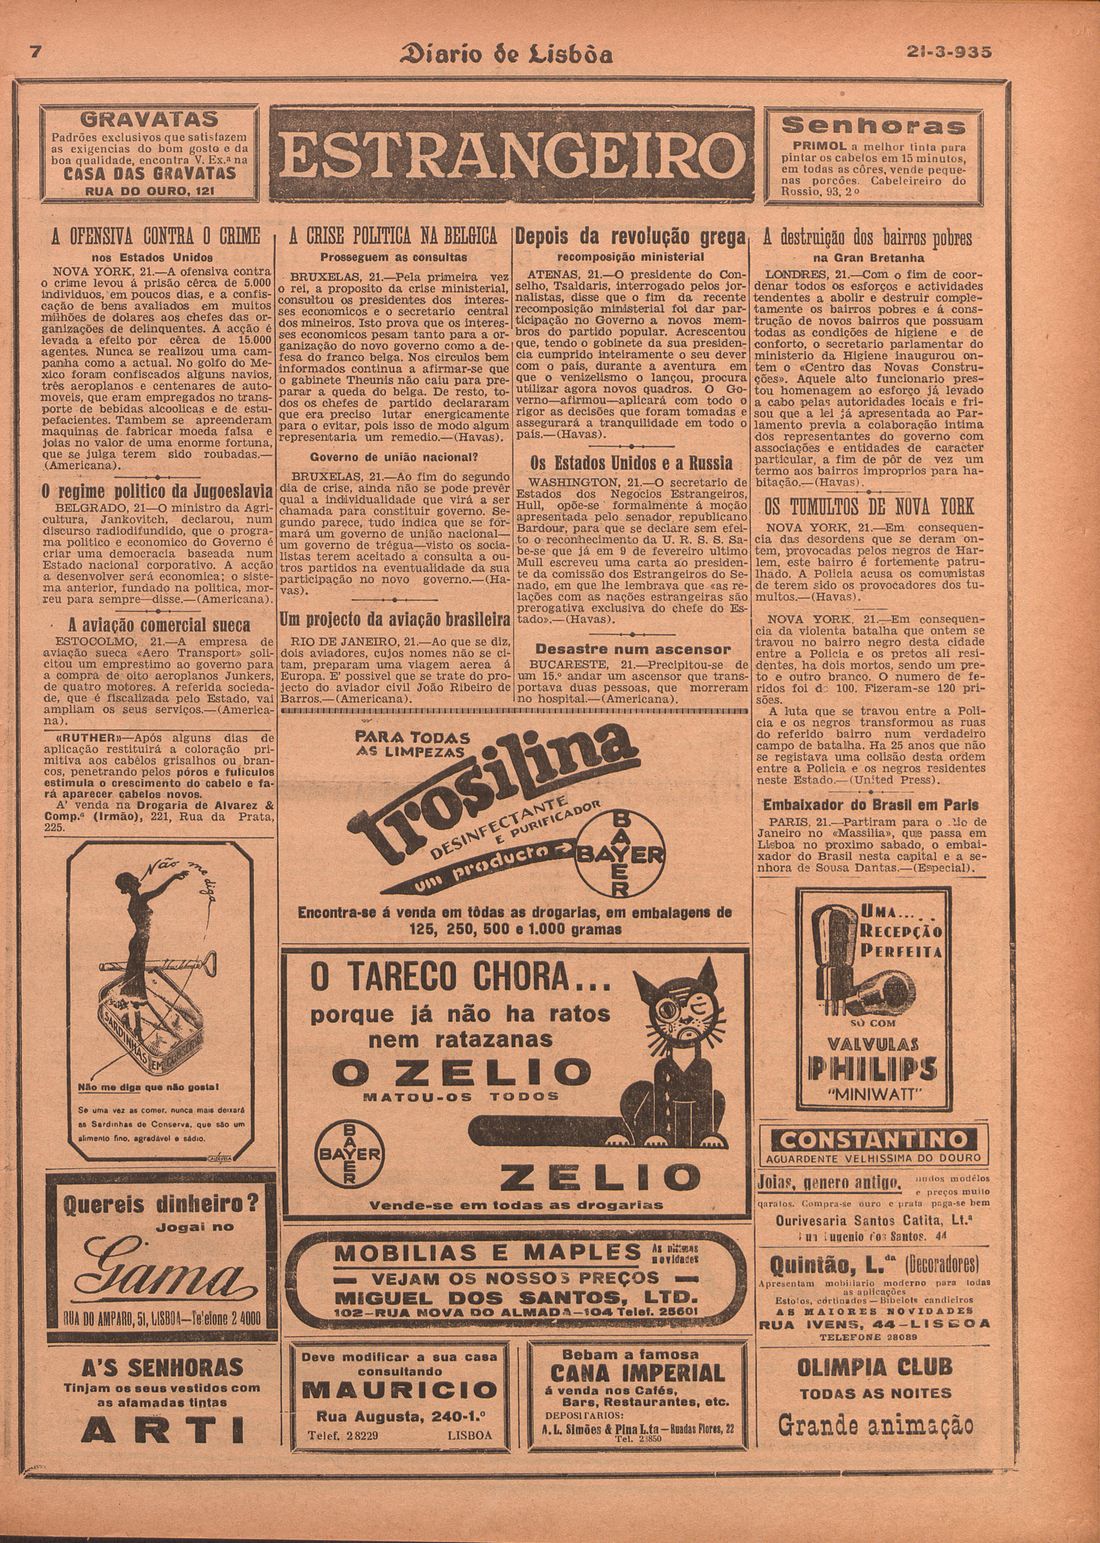 7
Diario de Lisbôa
21-3-935
GRAVATAS
Padrões exclusivos que satisfazem
as exigencias do bom gosto e da
boa qualidade, encontra V. Ex.ª na
CASA DAS GRAVATAS
RUA DO OURO, 121
ESTRANGEIRO
Senhoras
PRIMOL a melhor tinta para
pintar os cabelos em 15 minutos,
em todas as côres, vende peque-
nas porções. Cabeleireiro do
Rossio, 93, 2º
A OFENSIVA CONTRA O CRIME
nos Estados Unidos
NOVA YORK, 21.—A ofensiva contra
o crime levou á prisão cêrca de 5.000
individuos, em poucos dias, e a confis-
cação de bens avaliados em muitos
milhões de dolares aos chefes das or-
ganizações de delinquentes. A acção é
levada a efeito por cêrca de 15.000
agentes. Nunca se realizou uma cam-
panha como a actual. No golfo do Me-
xico foram confiscados alguns navios,
três aeroplanos e centenares de auto-
moveis, que eram empregados no trans-
porte de bebidas alcoolicas e de estu-
pefacientes. Tambem se apreenderam
maquinas de fabricar moeda falsa e
joias no valor de uma enorme fortuna,
que se julga terem sido roubadas.—
(Americana).
O regime politico da Jugoeslavia
BELGRADO, 21—O ministro da Agri-
cultura, Jankovitch, declarou, num
discurso radiodifundido, que o progra-
ma politico e economico do Governo é
criar uma democracia baseada num
Estado nacional corporativo. A acção
a desenvolver será economica; o siste-
ma anterior, fundado na politica, mor-
reu para sempre—disse.—(Americana).
A aviação comercial sueca
ESTOCOLMO, 21.—A empresa de
aviação sueca «Aero Transport» soli-
citou um emprestimo ao governo para
a compra de oito aeroplanos Junkers,
de quatro motores. A referida socieda-
de, que é fiscalizada pelo Estado, vai
ampliam os seus serviços.—(America-
na).
«RUTHER»—Após alguns dias de
aplicação restituirá a coloração pri-
mitiva aos cabêlos grisalhos ou bran-
cos, penetrando pelos póros e fuliculos
estimula o crescimento do cabelo e fa-
rá aparecer cabelos novos.
A' venda na Drogaria de Alvarez &
Comp.ª (Irmão), 221, Rua da Prata,
225.
Não me diga
SARDINHAS EM CONSERVA
Não me diga que não gosta!
Se uma vez as comer, nunca mais deixará
as Sardinhas de Conserva, que são um
alimento fino, agradável e sádio.
Quereis dinheiro?
Jogai no
Gama
RUA DO AMPARO, 51, LISBOA—Te'efone 2 4000
A'S SENHORAS
Tinjam os seus vestidos com
as afamadas tintas
ARTI
A CRISE POLITICA NA BELGICA
Prosseguem as consultas
BRUXELAS, 21.—Pela primeira vez
o rei, a proposito da crise ministerial,
consultou os presidentes dos interes-
ses economicos e o secretario central
dos mineiros. Isto prova que os interes-
ses economicos pesam tanto para a or-
ganização do novo governo como a de-
fesa do franco belga. Nos circulos bem
informados continua a afirmar-se que
o gabinete Theunis não caiu para pre-
parar a queda do belga. De resto, to-
dos os chefes de partido declararam
que era preciso lutar energicamente
para o evitar, pois isso de modo algum
representaria um remedio.—(Havas).
Governo de união nacional?
BRUXELAS, 21.—Ao fim do segundo
dia de crise, ainda não se pode prevêr
qual a individualidade que virá a ser
chamada para constituir governo. Se-
gundo parece, tudo indica que se for-
mará um governo de união nacional—
um governo de trégua—visto os socia-
listas terem aceitado a consulta a ou-
tros partidos na eventualidade da sua
participação no novo governo.—(Ha-
vas).
Um projecto da aviação brasileira
RIO DE JANEIRO, 21.—Ao que se diz,
dois aviadores, cujos nomes não se ci-
tam, preparam uma viagem aerea á
Europa. E' possivel que se trate do pro-
jecto do aviador civil João Ribeiro de
Barros.—(Americana).
Depois da revolução grega
recomposição ministerial
ATENAS, 21.—O presidente do Con-
selho, Tsaldaris, interrogado pelos jor-
nalistas, disse que o fim da recente
recomposição ministerial foi dar par-
ticipação no Governo a novos mem-
bros do partido popular. Acrescentou
que, tendo o gobinete da sua presiden-
cia cumprido inteiramente o seu dever
com o país, durante a aventura em
que o venizelismo o lançou, procura
utilizar agora novos quadros. O Go-
verno—afirmou—aplicará com todo o
rigor as decisões que foram tomadas e
assegurará a tranquilidade em todo o
país.—(Havas).
Os Estados Unidos e a Russia
WASHINGTON, 21.—O secretario de
Estados dos Negocios Estrangeiros,
Hull, opõe-se formalmente á moção
apresentada pelo senador republicano
Bardour, para que se declare sem efei-
to o reconhecimento da U. R. S. S. Sa-
be-se que já em 9 de fevereiro ultimo
Mull escreveu uma carta ao presiden-
te da comissão dos Estrangeiros do Se-
nado, em que lhe lembrava que «as re-
lações com as nações estrangeiras são
prerogativa exclusiva do chefe do Es-
tado».—(Havas).
Desastre num ascensor
BUCARESTE, 21.—Precipitou-se de
um 15.º andar um ascensor que trans-
portava duas pessoas, que morreram
no hospital.—(Americana).
PARA TODAS
AS LIMPEZAS
trosilina
DESINFECTANTE
E PURIFICADOR
um producto
BAYER
BAYER
Encontra-se á venda em tôdas as drogarias, em embalagens de
125, 250, 500 e 1.000 gramas
O TARECO CHORA...
porque já não ha ratos
nem ratazanas
O ZELIO
MATOU-OS TODOS
BAYER
BAYER
ZELIO
Vende-se em todas as drogarias
MOBILIAS E MAPLES As ultimas novidades
— VEJAM OS NOSSOS PREÇOS —
MIGUEL DOS SANTOS, LTD.
102-RUA NOVA DO ALMADA-104 Telef. 25601
Deve modificar a sua casa
consultando
MAURICIO
Rua Augusta, 240-1.º
Telef. 28229 LISBOA
Bebam a famosa
CANA IMPERIAL
á venda nos Cafés,
Bars, Restaurantes, etc.
DEPOSITARIOS:
A. L. Simões & Pina L.ta—Ruadas Flores, 22
Tel. 23850
A destruição dos bairros pobres
na Gran Bretanha
LONDRES, 21.—Com o fim de coor-
denar todos os esforços e actividades
tendentes a abolir e destruir comple-
tamente os bairros pobres e á cons-
trução de novos bairros que possuam
todas as condições de higiene e de
conforto, o secretario parlamentar do
ministerio da Higiene inaugurou on-
tem o «Centro das Novas Constru-
ções». Aquele alto funcionario pres-
tou homenagem ao esforço já levado
a cabo pelas autoridades locais e fri-
sou que a lei já apresentada ao Par-
lamento previa a colaboração intima
dos representantes do governo com
associações e entidades de caracter
particular, a fim de pôr de vez um
termo aos bairros improprios para ha-
bitação.—(Havas).
OS TUMULTOS DE NOVA YORK
NOVA YORK, 21.—Em consequen-
cia das desordens que se deram on-
tem, provocadas pelos negros de Har-
lem, este bairro é fortemente patru-
lhado. A Policia acusa os comunistas
de terem sido os provocadores dos tu-
multos.—(Havas).
NOVA YORK, 21.—Em consequen-
cia da violenta batalha que ontem se
travou no bairro negro desta cidade
entre a Policia e os pretos ali resi-
dentes, ha dois mortos, sendo um pre-
to e outro branco. O numero de fe-
ridos foi de 100. Fizeram-se 120 pri-
sões.
A luta que se travou entre a Poli-
cia e os negros transformou as ruas
do referido bairro num verdadeiro
campo de batalha. Ha 25 anos que não
se registava uma colisão desta ordem
entre a Policia e os negros residentes
neste Estado.—(United Press).
Embaixador do Brasil em Paris
PARIS, 21.—Partiram para o Rio de
Janeiro no «Massilia», que passa em
Lisboa no proximo sabado, o embai-
xador do Brasil nesta capital e a se-
nhora de Sousa Dantas.—(Especial).
UMA....
RECEPÇÃO
PERFEITA
SÓ COM
VALVULAS
PHILIPS
"MINIWATT"
CONSTANTINO
AGUARDENTE VELHISSIMA DO DOURO
Joias, genero antigo, modelos
e preços muito
qaratos. Compra-se ouro e prata paga-se bem
Ourivesaria Santos Catita, Lt.ª
Eugenio dos Santos, 44
Quintão, L.da (Decoradores)
Apresentam mobiliario moderno para todas
as aplicações
Estofos, cortinados—Bibelots candieiros
AS MAIORES NOVIDADES
RUA IVENS, 44-LISBOA
TELEFONE 28089
OLIMPIA CLUB
TODAS AS NOITES
Grande animação